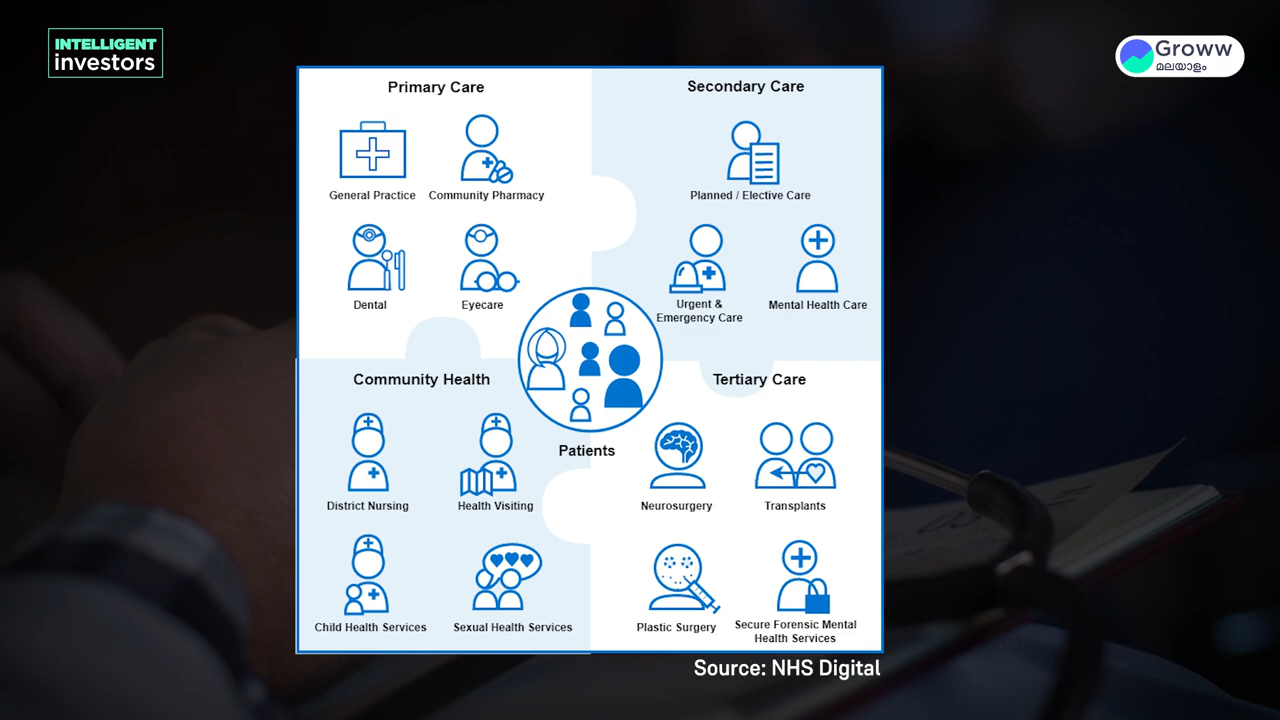 INTELLIGENT
investors
Groww
മലയാളം
Primary Care
General Practice
Community Pharmacy
Dental
Eyecare
Secondary Care
Planned / Elective Care
Urgent &
Emergency Care
Mental Health Care
Community Health
District Nursing
Health Visiting
Child Health Services
Sexual Health Services
Patients
Tertiary Care
Neurosurgery
Transplants
Plastic Surgery
Secure Forensic Mental
Health Services
Source: NHS Digital